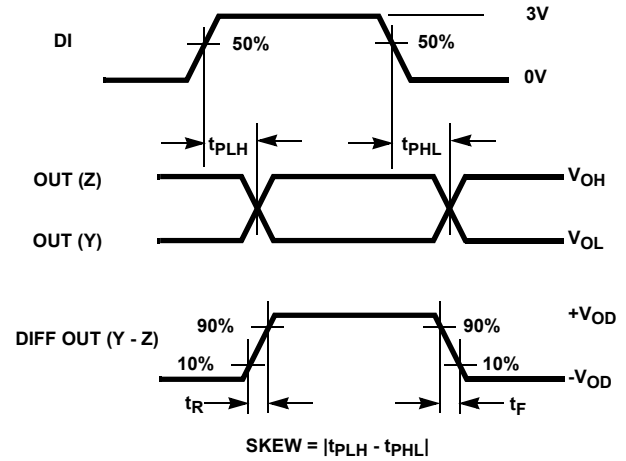 3V
DI
50%
50%
0V
tPLH
tPHL
OUT (Z)
VOH
OUT (Y)
VOL
+VOD
90%
90%
DIFF OUT (Y - Z)
10%
10%
-VOD
tR
tF
SKEW = |tPLH - tPHL|